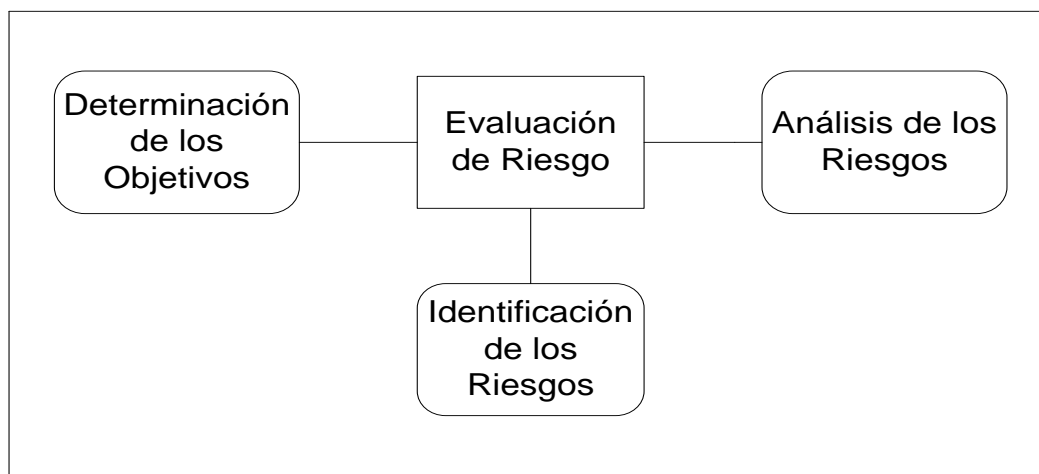 Determinación
de los
Objetivos
Evaluación
de Riesgo
Análisis de los
Riesgos
Identificación
de los
Riesgos